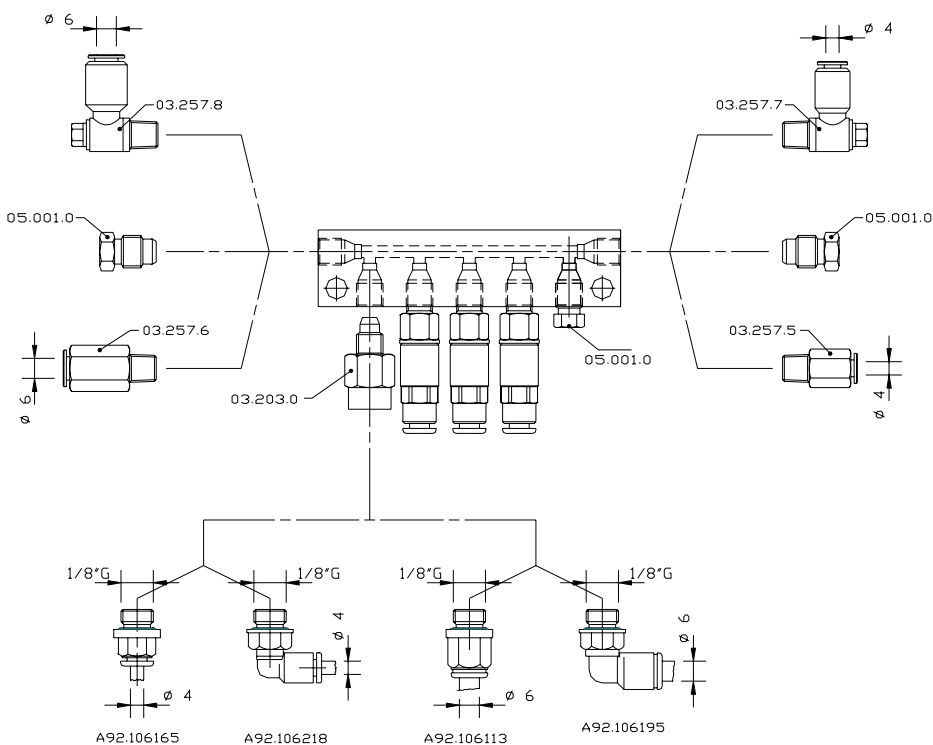 ø 6
ø 4
03.257.8
03.257.7
05.001.0
05.001.0
03.257.6
03.257.5
05.001.0
ø 6
03.203.0
ø 4
1/8"G
1/8"G
1/8"G
1/8"G
ø 4
ø 6
ø 4
ø 6
A92.106165
A92.106218
A92.106113
A92.106195